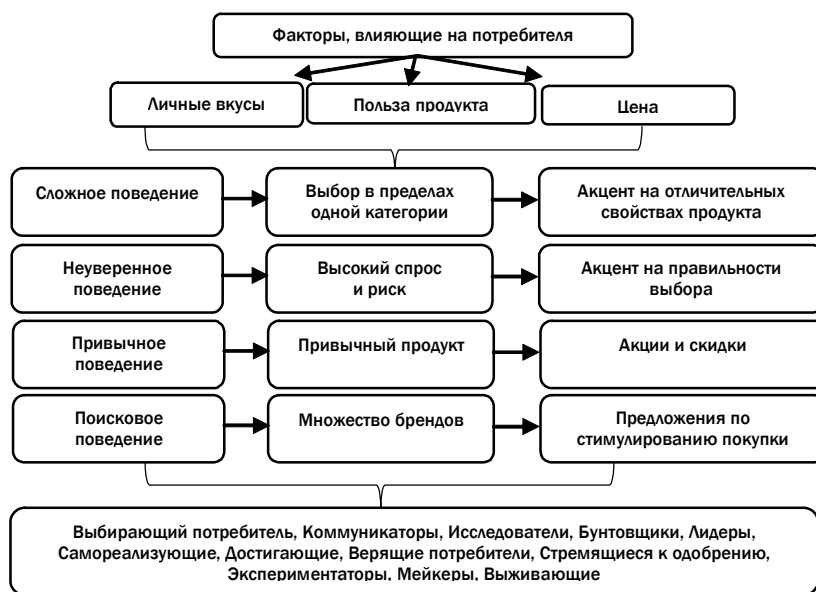 Факторы, влияющие на потребителя
Личные вкусы
Польза продукта
Цена
Сложное поведение
Выбор в пределах
одной категории
Акцент на отличительных
свойствах продукта
Неуверенное
поведение
Высокий спрос
и риск
Акцент на правильности
выбора
Привычное
поведение
Привычный продукт
Акции и скидки
Поисковое
поведение
Множество брендов
Предложения по
стимулированию покупки
Выбирающий потребитель, Коммуникаторы, Исследователи, Бунтовщики, Лидеры,
Самореализующие, Достигающие, Верящие потребители, Стремящиеся к одобрению,
Экспериментаторы, Мейкеры, Выживающие